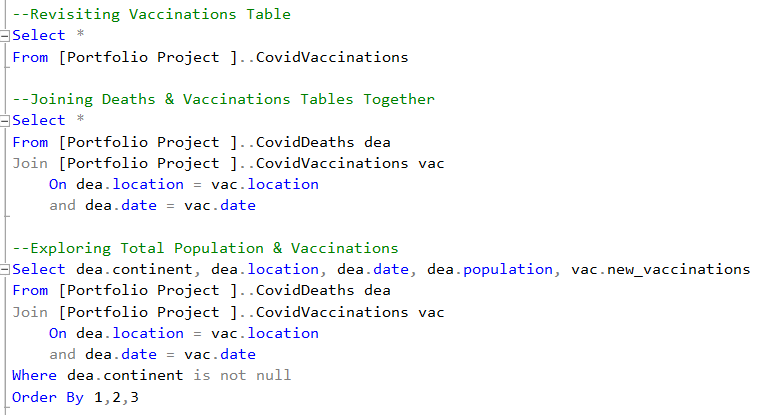 --Revisiting Vaccinations Table
Select *
From [Portfolio Project ]..CovidVaccinations
--Joining Deaths & Vaccinations Tables Together
Select *
From [Portfolio Project ]..CovidDeaths dea
Join [Portfolio Project ]..CovidVaccinations vac
On dea.location = vac.location
and dea.date = vac.date
--Exploring Total Population & Vaccinations
Select dea.continent, dea.location, dea.date, dea.population, vac.new_vaccinations
From [Portfolio Project ]..CovidDeaths dea
Join [Portfolio Project ]..CovidVaccinations vac
On dea.location = vac.location
and dea.date = vac.date
Where dea.continent is not null
Order By 1,2,3